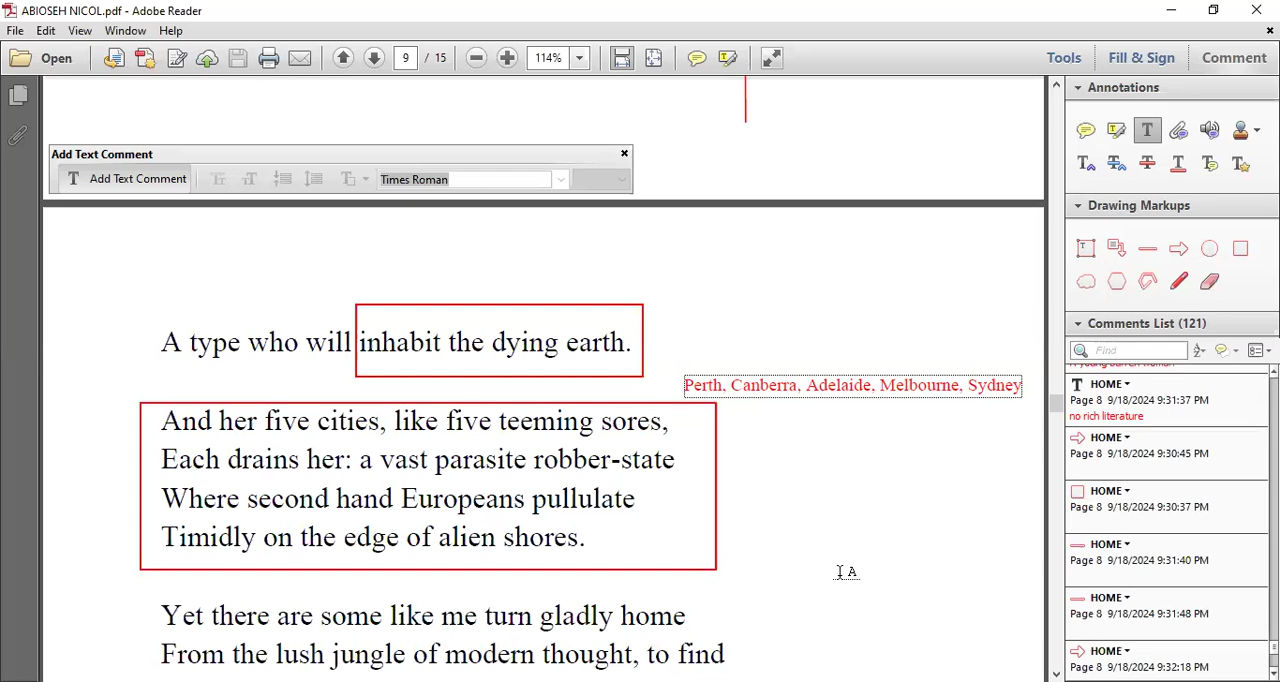 ABIOSEH NICOL.pdf - Adobe Reader
File Edit View Window Help
Open 9 / 15 114% Tools Fill & Sign Comment
Annotations
Add Text Comment
T Add Text Comment Times Roman
Drawing Markups
A type who will inhabit the dying earth.
Perth, Canberra, Adelaide, Melbourne, Sydney
And her five cities, like five teeming sores,
Each drains her: a vast parasite robber-state
Where second hand Europeans pullulate
Timidly on the edge of alien shores.
Yet there are some like me turn gladly home
From the lush jungle of modern thought, to find
Comments List (121)
Find
HOME
Page 8 9/18/2024 9:31:37 PM
no rich literature
HOME
Page 8 9/18/2024 9:30:45 PM
HOME
Page 8 9/18/2024 9:30:37 PM
HOME
Page 8 9/18/2024 9:31:40 PM
HOME
Page 8 9/18/2024 9:31:48 PM
HOME
Page 8 9/18/2024 9:32:18 PM